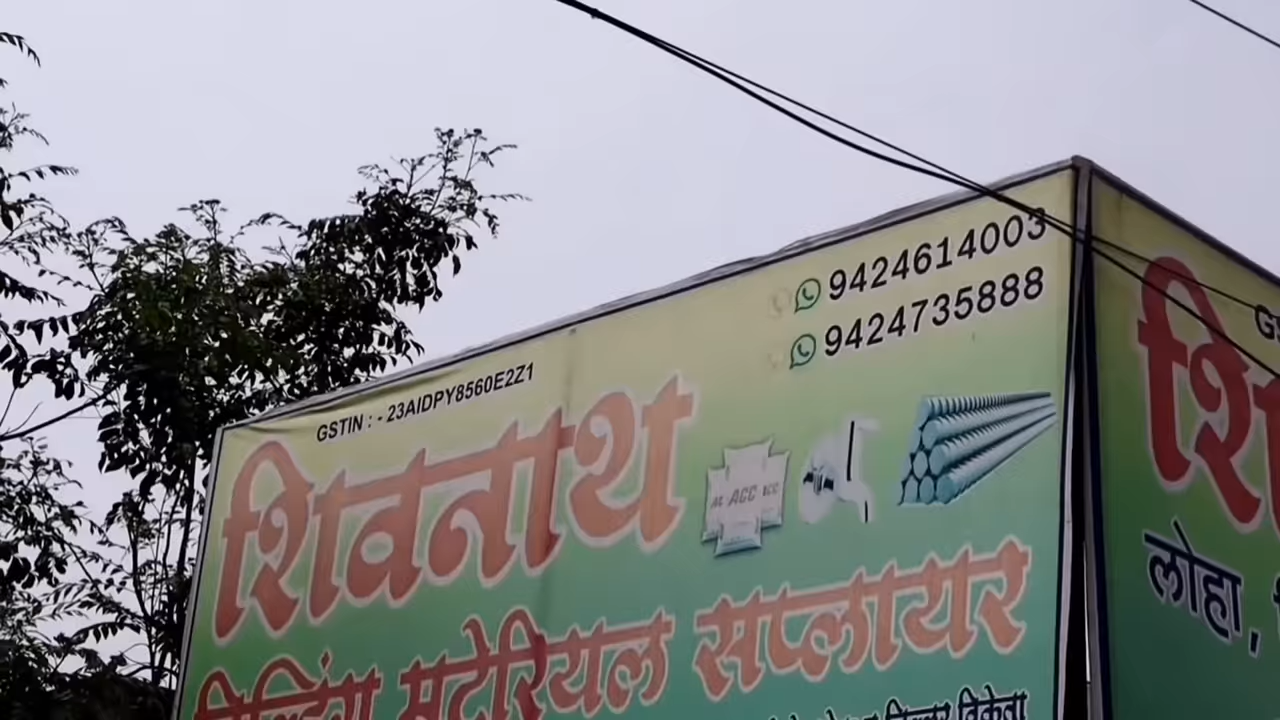 9424614003
9424735888
GSTIN : - 23AIDPY8560E2Z1
शिवनाथ
ACC
बिल्डिंग मटेरियल सप्लायर
विक्रेता
लोहा,